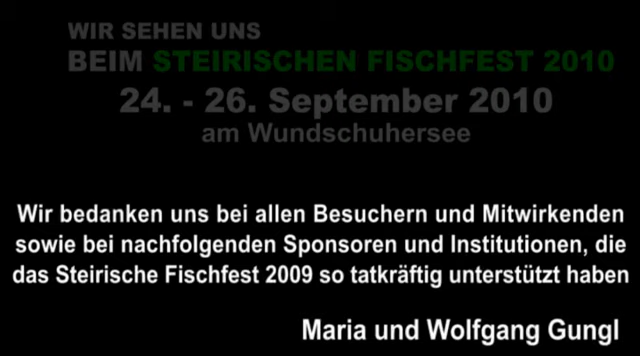 WIR SEHEN UNS
BEIM STEIRISCHEN FISCHFEST 2010
24. - 26. September 2010
am Wundschuhersee
Wir bedanken uns bei allen Besuchern und Mitwirkenden
sowie bei nachfolgenden Sponsoren und Institutionen, die
das Steirische Fischfest 2009 so tatkräftig unterstützt haben
Maria und Wolfgang Gungl